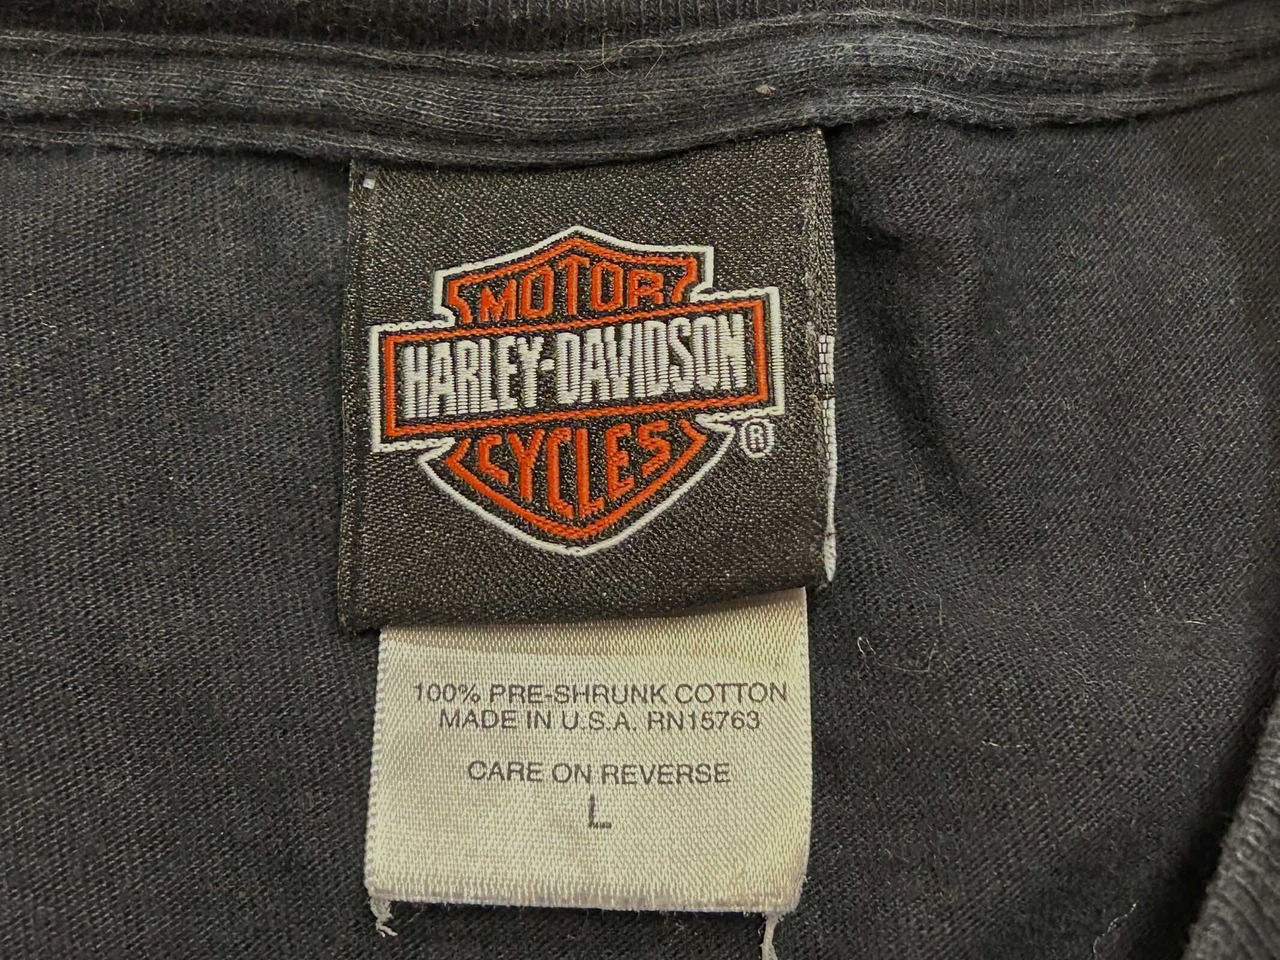 MOTOR
HARLEY-DAVIDSON
CYCLES
®
100% PRE-SHRUNK COTTON
MADE IN U.S.A. RN15763
CARE ON REVERSE
L